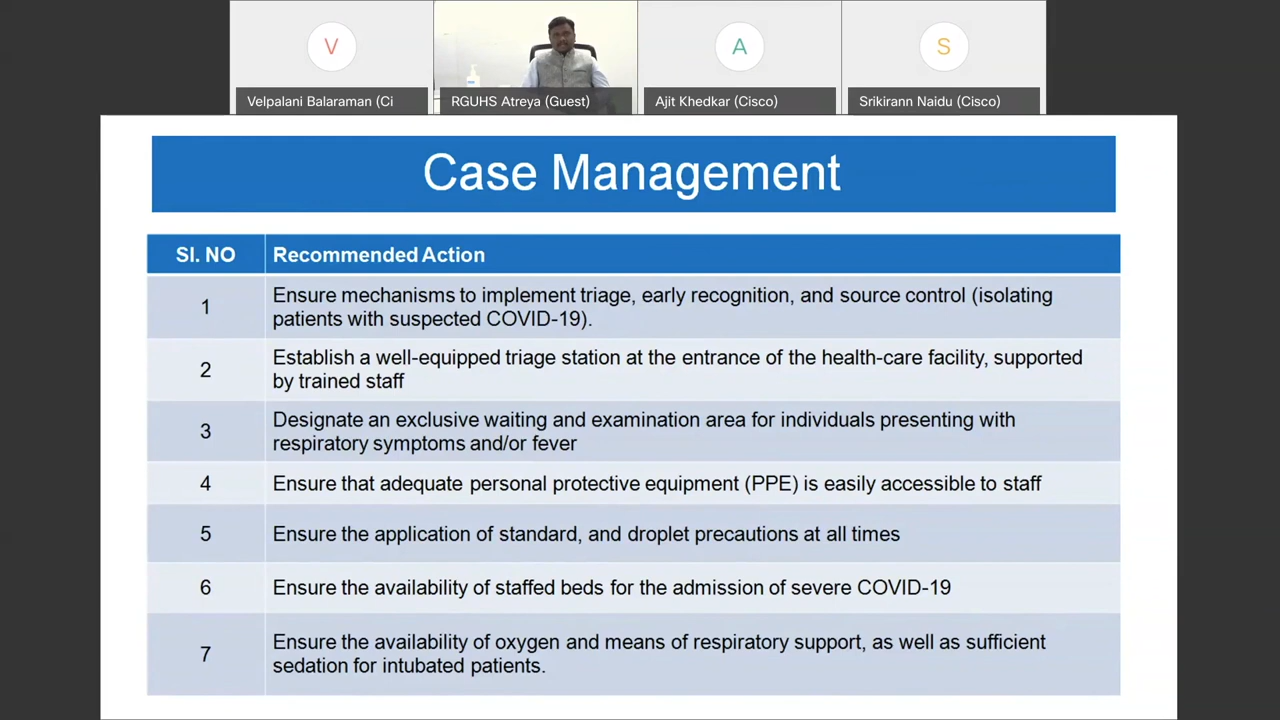 V
A
S
Velpalani Balaraman (Ci
RGUHS Atreya (Guest)
Ajit Khedkar (Cisco)
Srikirann Naidu (Cisco)
Case Management
SI. NO
Recommended Action
1
Ensure mechanisms to implement triage, early recognition, and source control (isolating
patients with suspected COVID-19).
2
Establish a well-equipped triage station at the entrance of the health-care facility, supported
by trained staff
3
Designate an exclusive waiting and examination area for individuals presenting with
respiratory symptoms and/or fever
4
Ensure that adequate personal protective equipment (PPE) is easily accessible to staff
5
Ensure the application of standard, and droplet precautions at all times
6
Ensure the availability of staffed beds for the admission of severe COVID-19
7
Ensure the availability of oxygen and means of respiratory support, as well as sufficient
sedation for intubated patients.